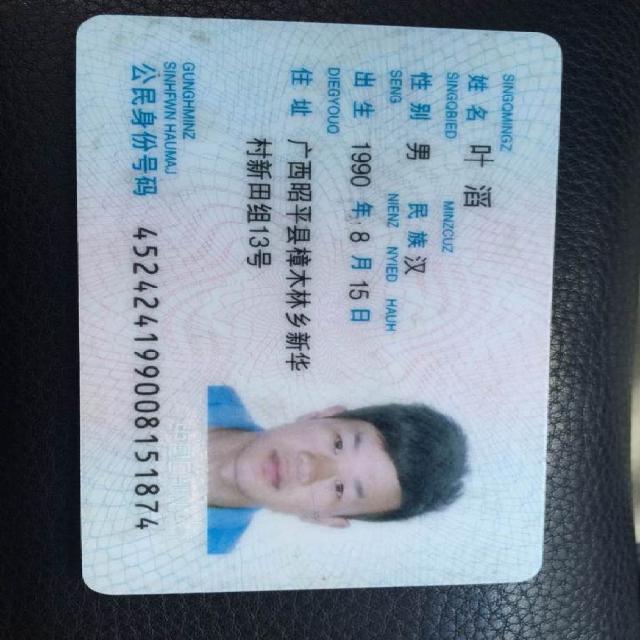 SINGQMINGZ
姓名 叶滔
SINGQBIED MINZCUZ
性别 男 民族 汉
SENG NIENZ NYIED HAUH
出生 1990 年 8 月 15 日
DIEGYOUQ
住址 广西昭平县樟木林乡新华
村新田组13号
GUNGHMINZ
SINHFWN HAUMAJ
公民身份号码 452424199008151874